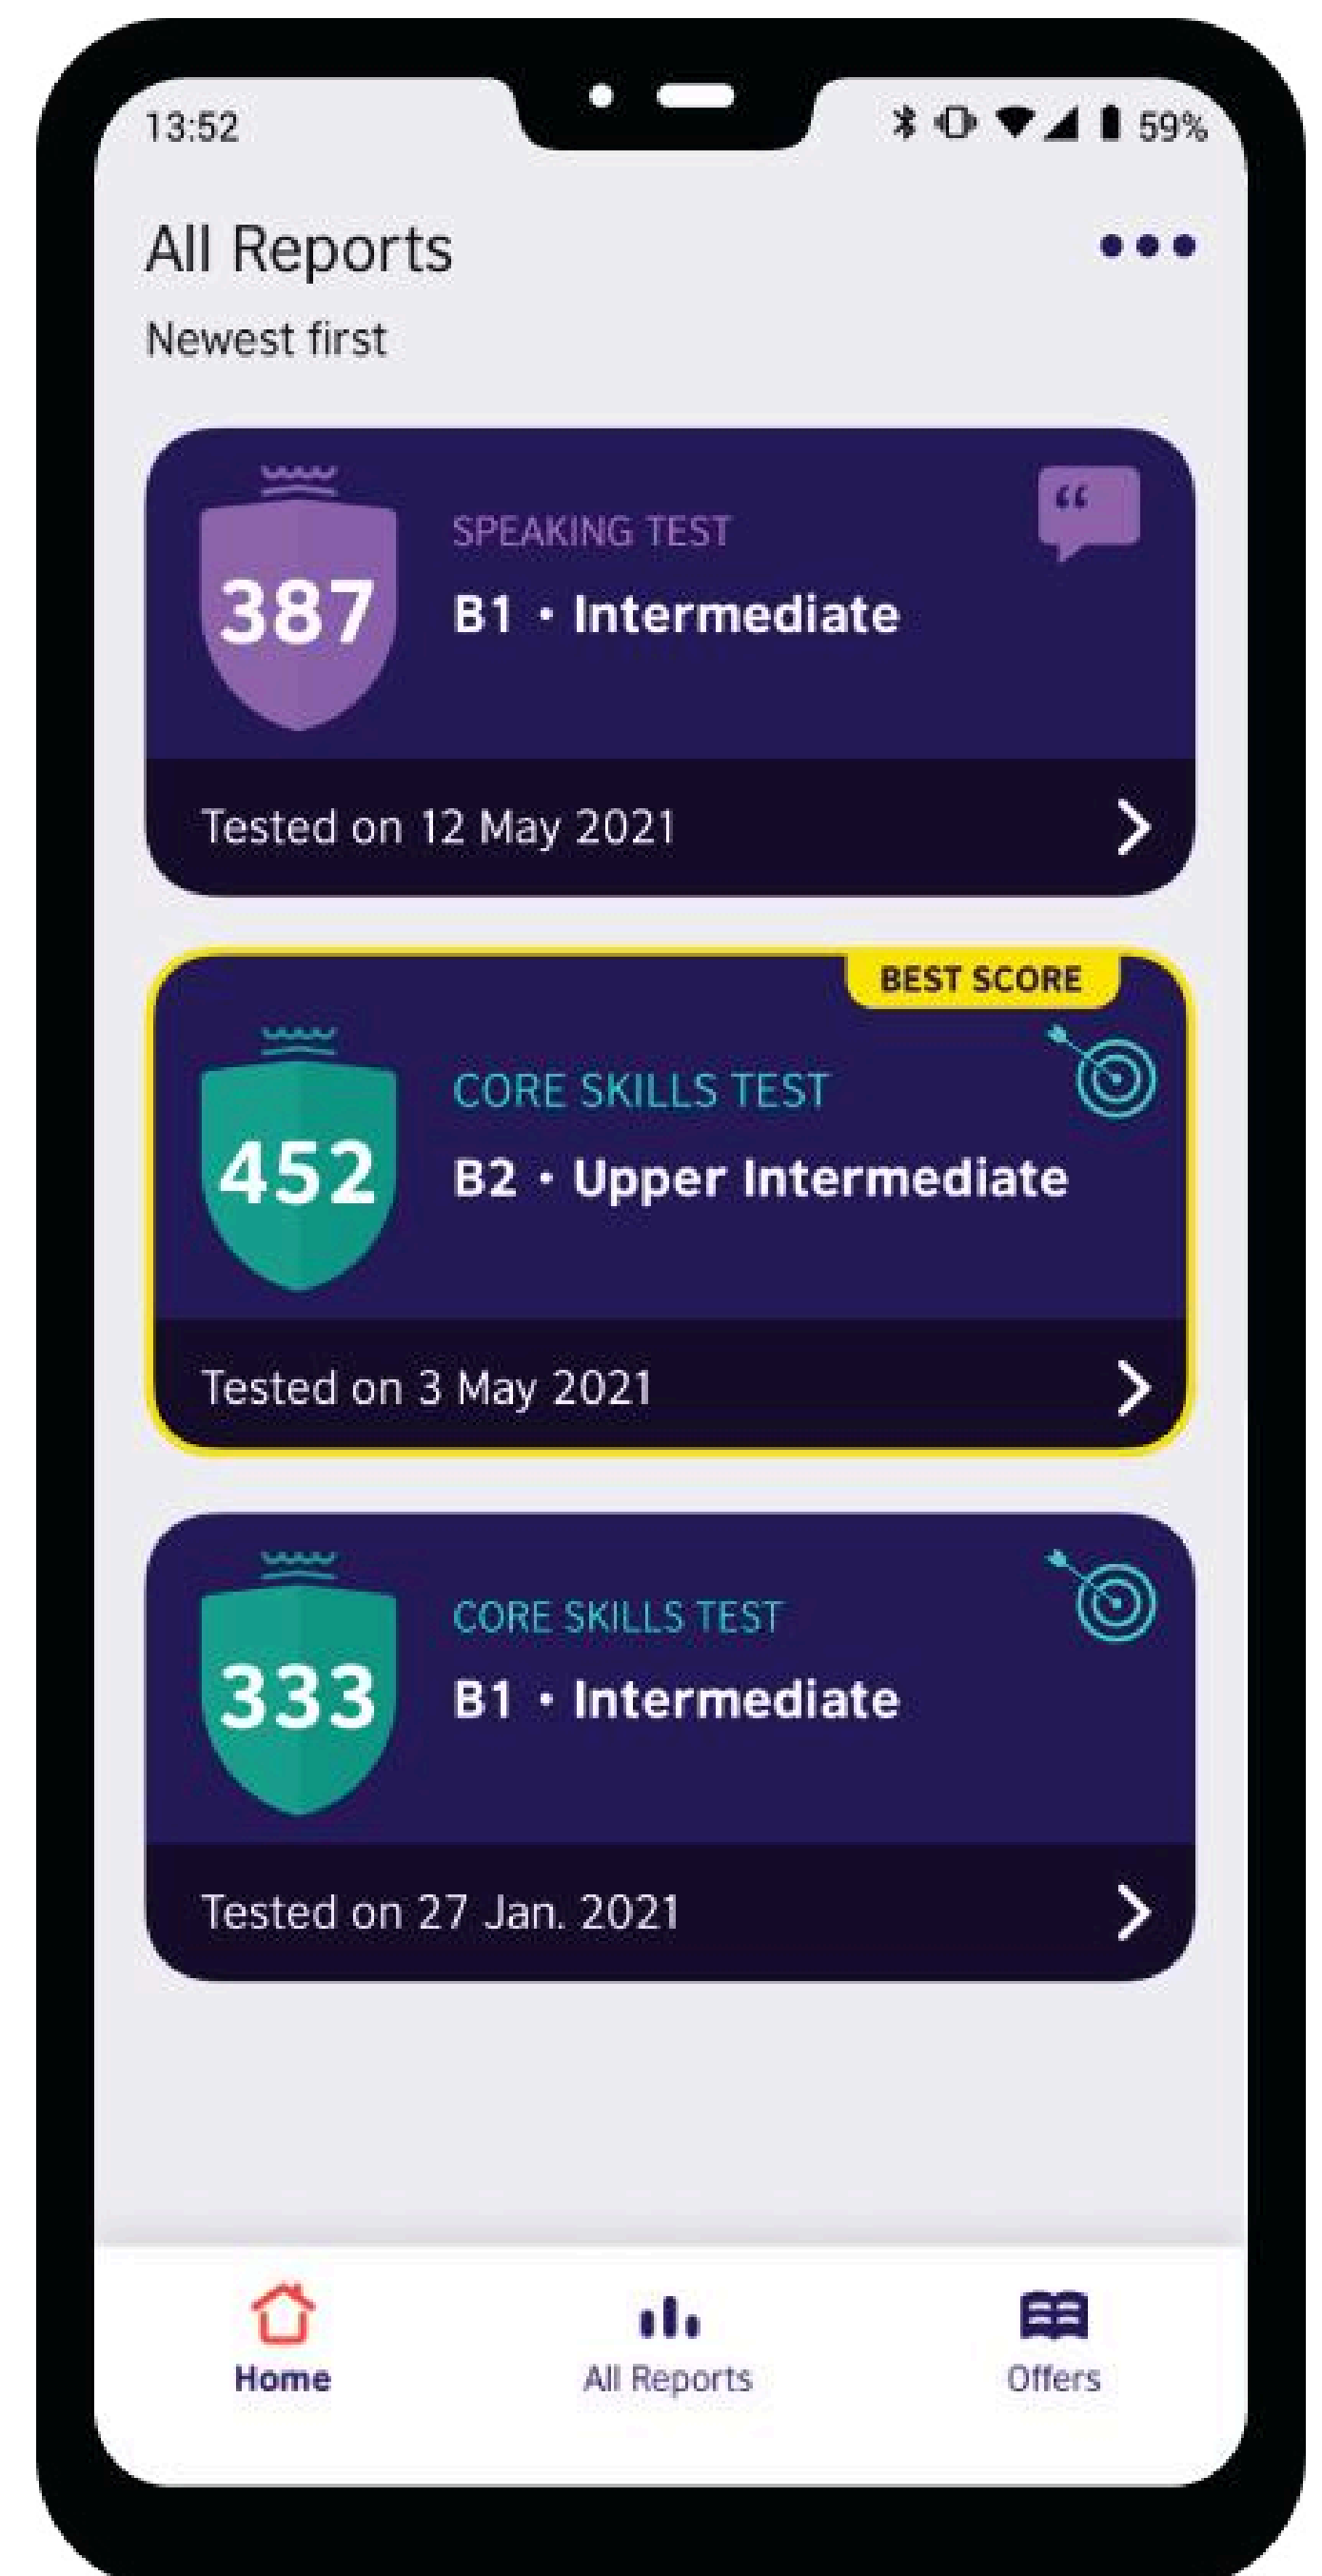 13:52 59%
All Reports
Newest first
SPEAKING TEST
387
B1 • Intermediate
Tested on 12 May 2021
BEST SCORE
CORE SKILLS TEST
452
B2 • Upper Intermediate
Tested on 3 May 2021
CORE SKILLS TEST
333
B1 • Intermediate
Tested on 27 Jan. 2021
Home All Reports Offers